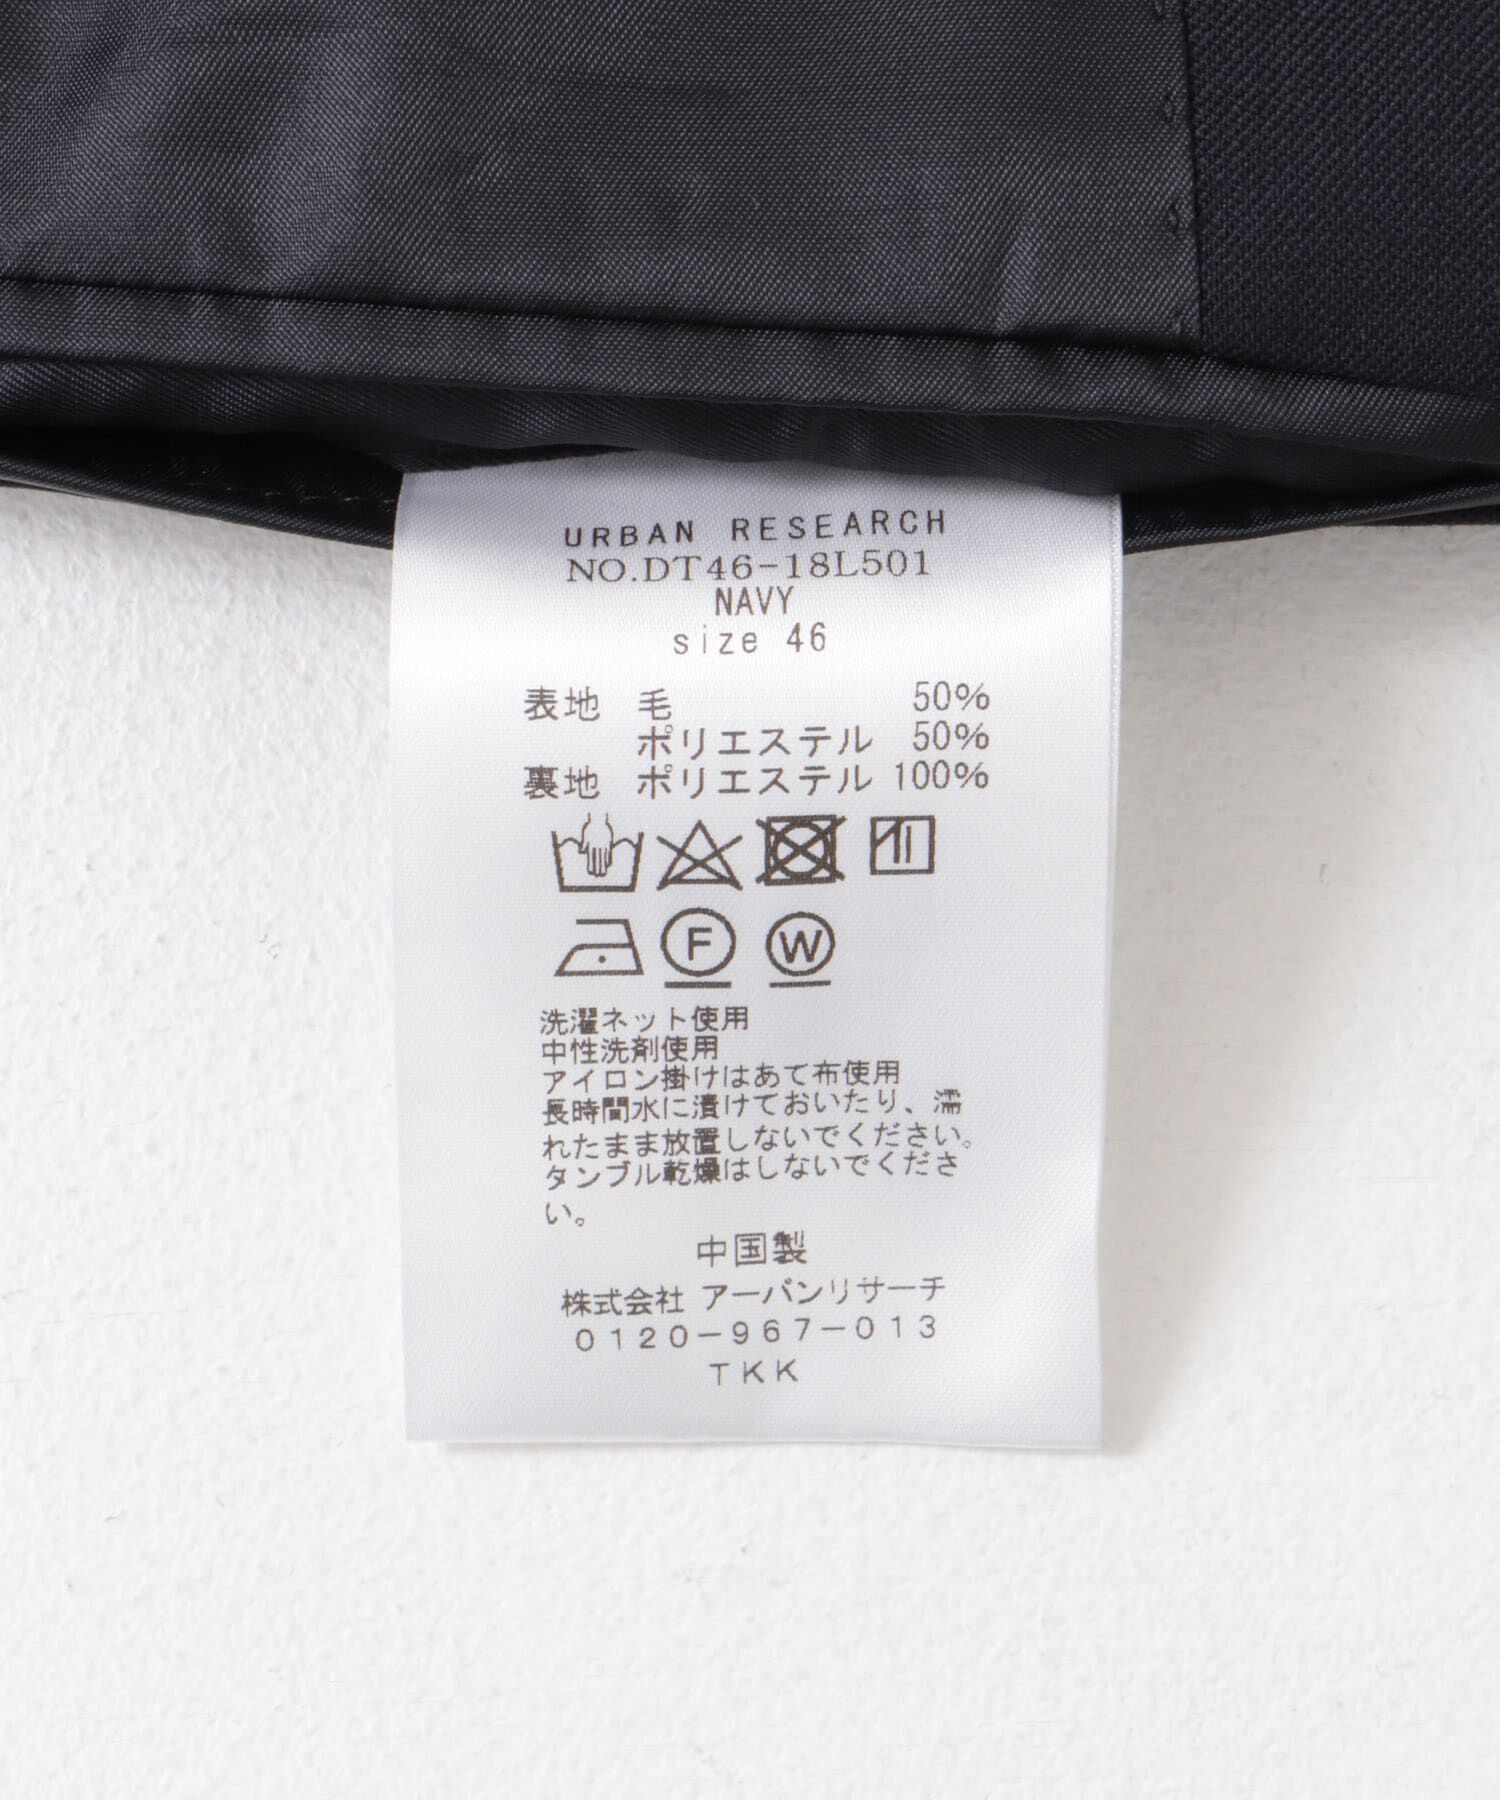 URBAN RESEARCH
NO.DT46-18L501
NAVY
size 46
表地 毛 50%
ポリエステル 50%
裏地 ポリエステル 100%
F W
洗濯ネット使用
中性洗剤使用
アイロン掛けはあて布使用
長時間水に漬けておいたり、濡
れたまま放置しないでください。
タンブル乾燥はしないでくださ
い。
中国製
株式会社 アーバンリサーチ
0120-967-013
TKK